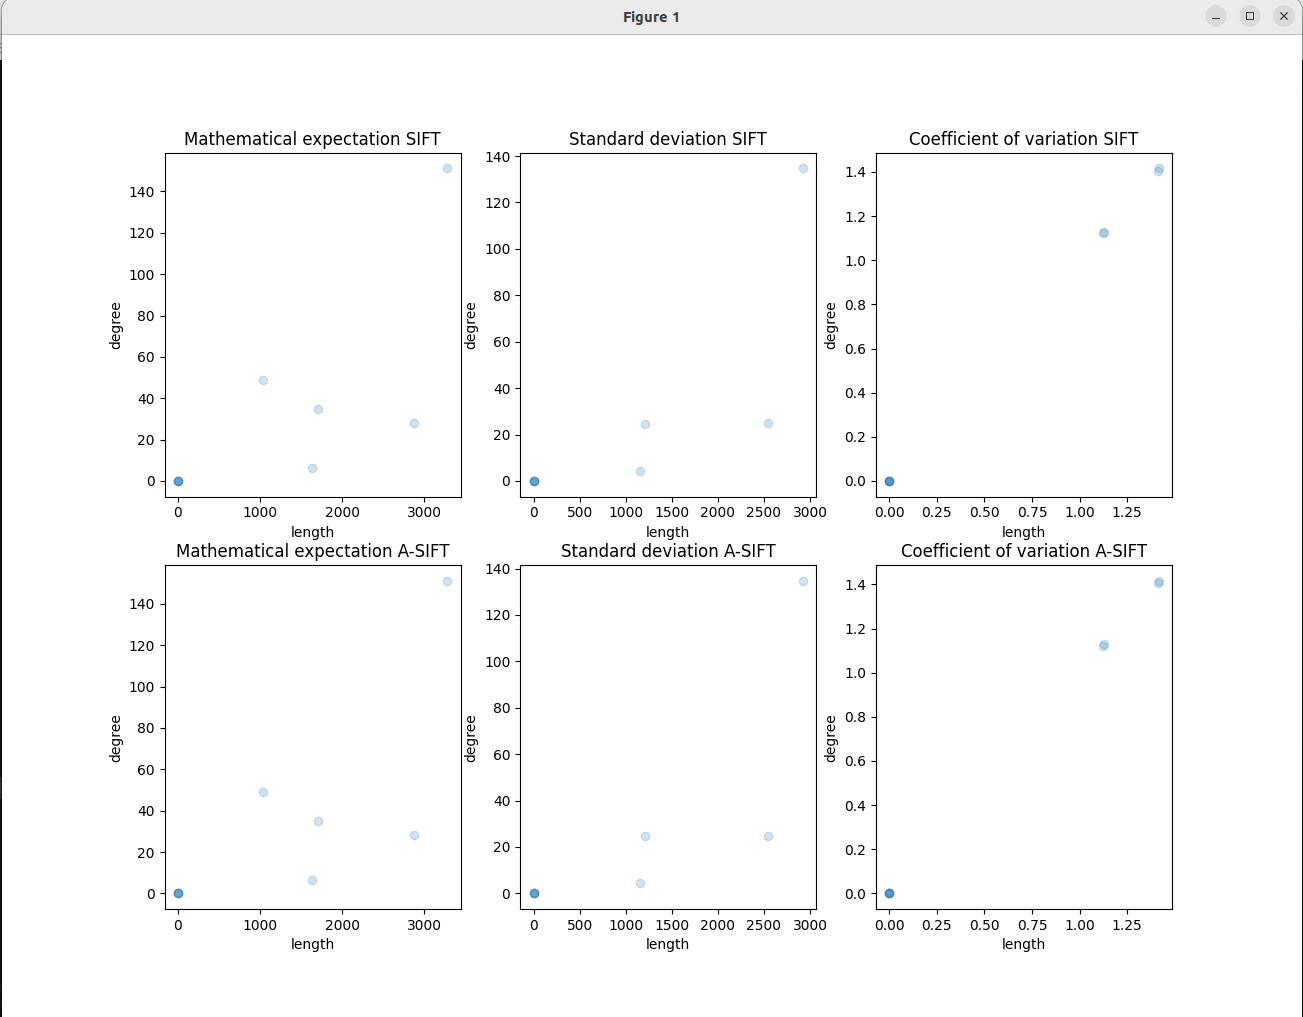 Figure 1
Mathematical expectation SIFT
Standard deviation SIFT
Coefficient of variation SIFT
degree
140
120
100
80
60
40
20
0
0 1000 2000 3000
length
degree
140
120
100
80
60
40
20
0
0 500 1000 1500 2000 2500 3000
length
degree
1.4
1.2
1.0
0.8
0.6
0.4
0.2
0.0
0.00 0.25 0.50 0.75 1.00 1.25
length
Mathematical expectation A-SIFT
Standard deviation A-SIFT
Coefficient of variation A-SIFT
degree
140
120
100
80
60
40
20
0
0 1000 2000 3000
length
degree
140
120
100
80
60
40
20
0
0 500 1000 1500 2000 2500 3000
length
degree
1.4
1.2
1.0
0.8
0.6
0.4
0.2
0.0
0.00 0.25 0.50 0.75 1.00 1.25
length